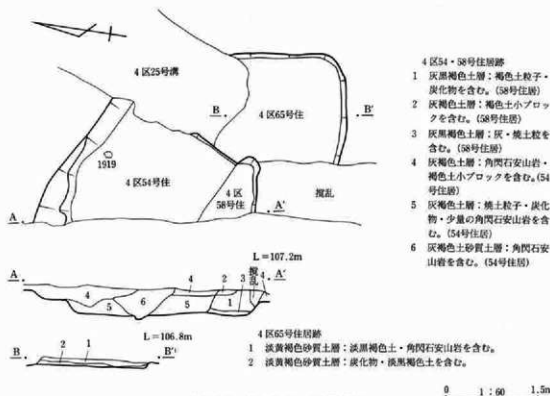 4区25号溝
B
B'
4区65号住
1919
4区54号住
4区
58号住
撹乱
A
A'
L=107.2m
A
4
2
撹乱
3
4
A'
4
5
6
5
1
L=106.8m
B
2
1
B'
4区54・58号住居跡
1 灰黒褐色土層：褐色土粒子・
炭化物を含む。(58号住居)
2 灰褐色土層：褐色土小ブロッ
クを含む。(58号住居)
3 灰黒褐色土層：灰・焼土粒を
含む。(58号住居)
4 灰褐色土層：角閃石安山岩・
褐色土小ブロックを含む。(54
号住居)
5 灰褐色土層：焼土粒子・炭化
物・少量の角閃石安山岩を含
む。(54号住居)
6 灰褐色土砂質土層：角閃石安
山岩を含む。(54号住居)
4区65号住居跡
1 淡黄褐色砂質土層：淡黒褐色土・角閃石安山岩を含む。
2 淡黄褐色砂質土層：炭化物・淡黒褐色土を含む。
0 1:60 1.5m